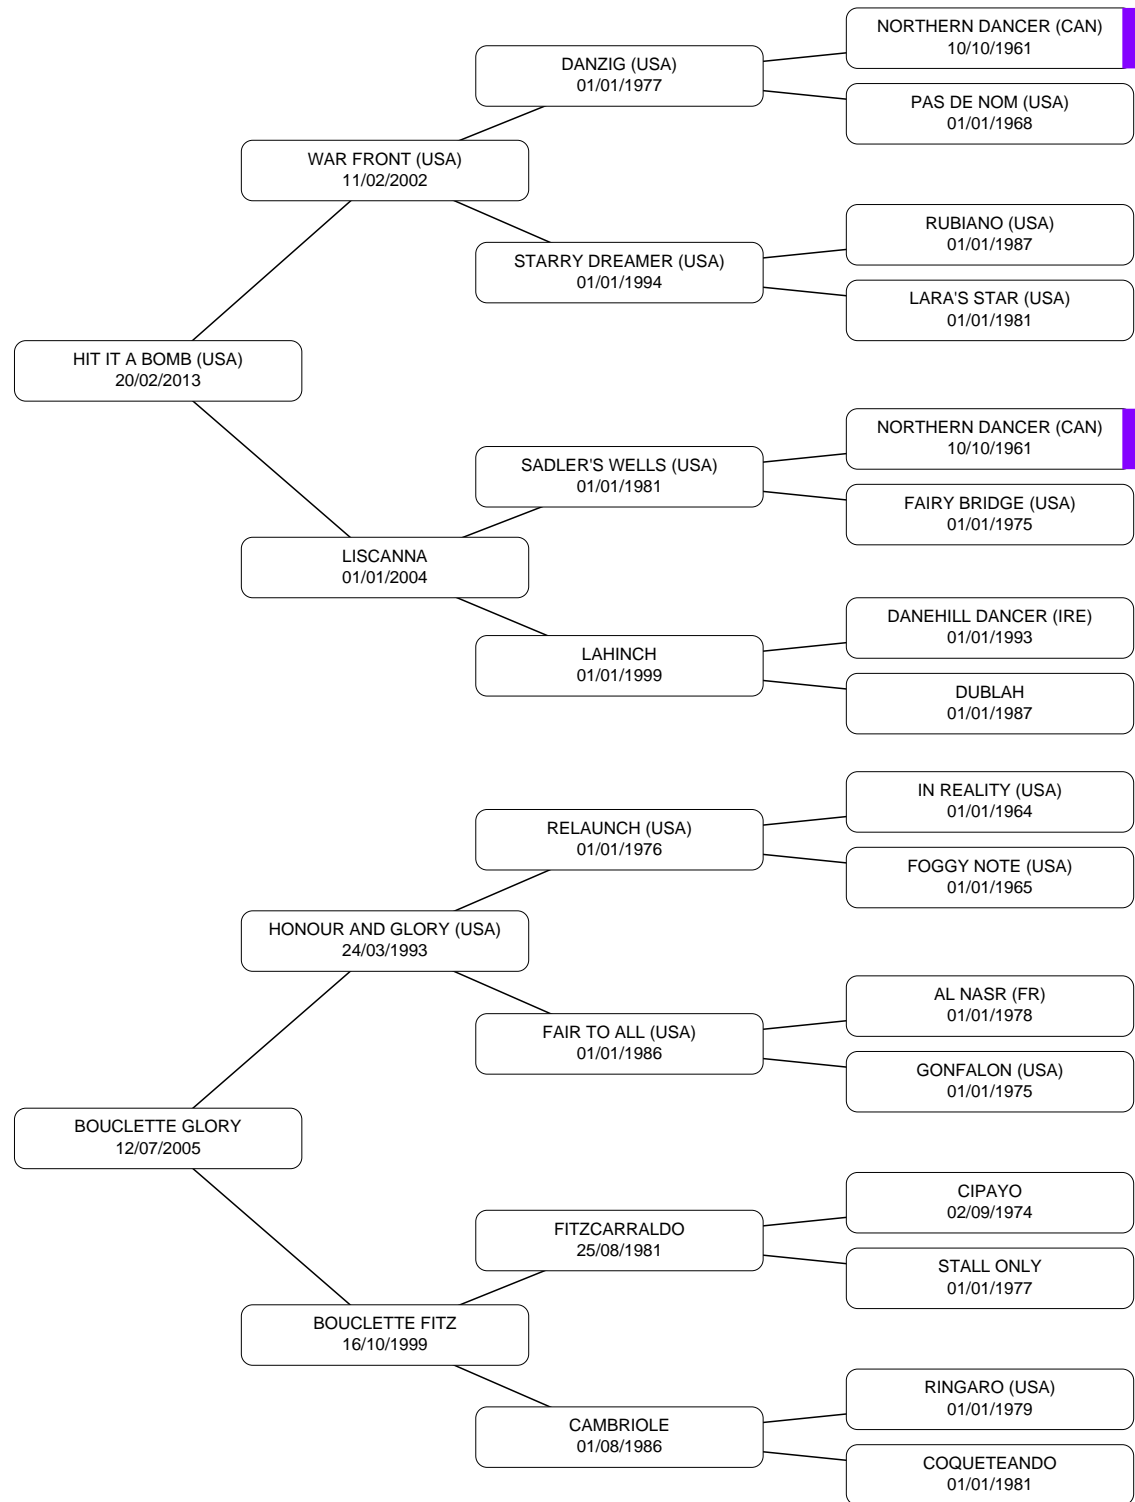 NORTHERN DANCER (CAN)
10/10/1961
DANZIG (USA)
01/01/1977
PAS DE NOM (USA)
01/01/1968
WAR FRONT (USA)
11/02/2002
RUBIANO (USA)
01/01/1987
STARRY DREAMER (USA)
01/01/1994
LARA'S STAR (USA)
01/01/1981
HIT IT A BOMB (USA)
20/02/2013
NORTHERN DANCER (CAN)
10/10/1961
SADLER'S WELLS (USA)
01/01/1981
FAIRY BRIDGE (USA)
01/01/1975
LISCANNA
01/01/2004
DANEHILL DANCER (IRE)
01/01/1993
LAHINCH
01/01/1999
DUBLAH
01/01/1987
IN REALITY (USA)
01/01/1964
RELAUNCH (USA)
01/01/1976
FOGGY NOTE (USA)
01/01/1965
HONOUR AND GLORY (USA)
24/03/1993
AL NASR (FR)
01/01/1978
FAIR TO ALL (USA)
01/01/1986
GONFALON (USA)
01/01/1975
BOUCLETTE GLORY
12/07/2005
CIPAYO
02/09/1974
FITZCARRALDO
25/08/1981
STALL ONLY
01/01/1977
BOUCLETTE FITZ
16/10/1999
RINGARO (USA)
01/01/1979
CAMBRIOLE
01/08/1986
COQUETEANDO
01/01/1981